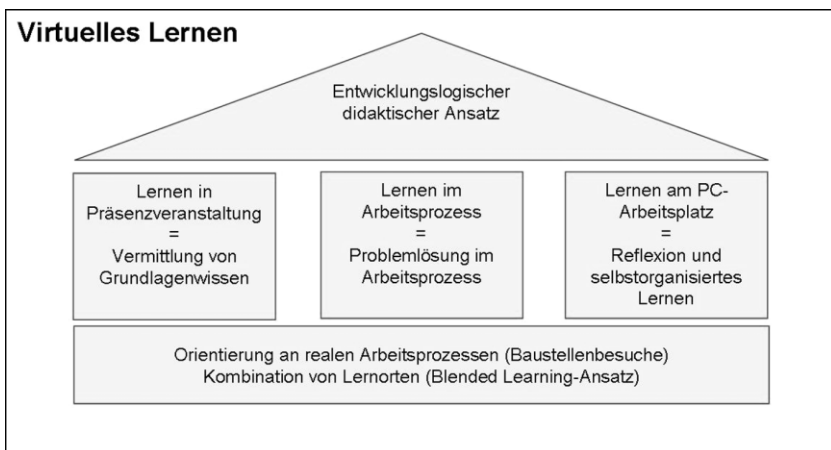 Virtuelles Lernen
Entwicklungslogischer
didaktischer Ansatz
Lernen in
Präsenzveranstaltung
=
Vermittlung von
Grundlagenwissen
Lernen im
Arbeitsprozess
=
Problemlösung im
Arbeitsprozess
Lernen am PC-
Arbeitsplatz
=
Reflexion und
selbstorganisiertes
Lernen
Orientierung an realen Arbeitsprozessen (Baustellenbesuche)
Kombination von Lernorten (Blended Learning-Ansatz)